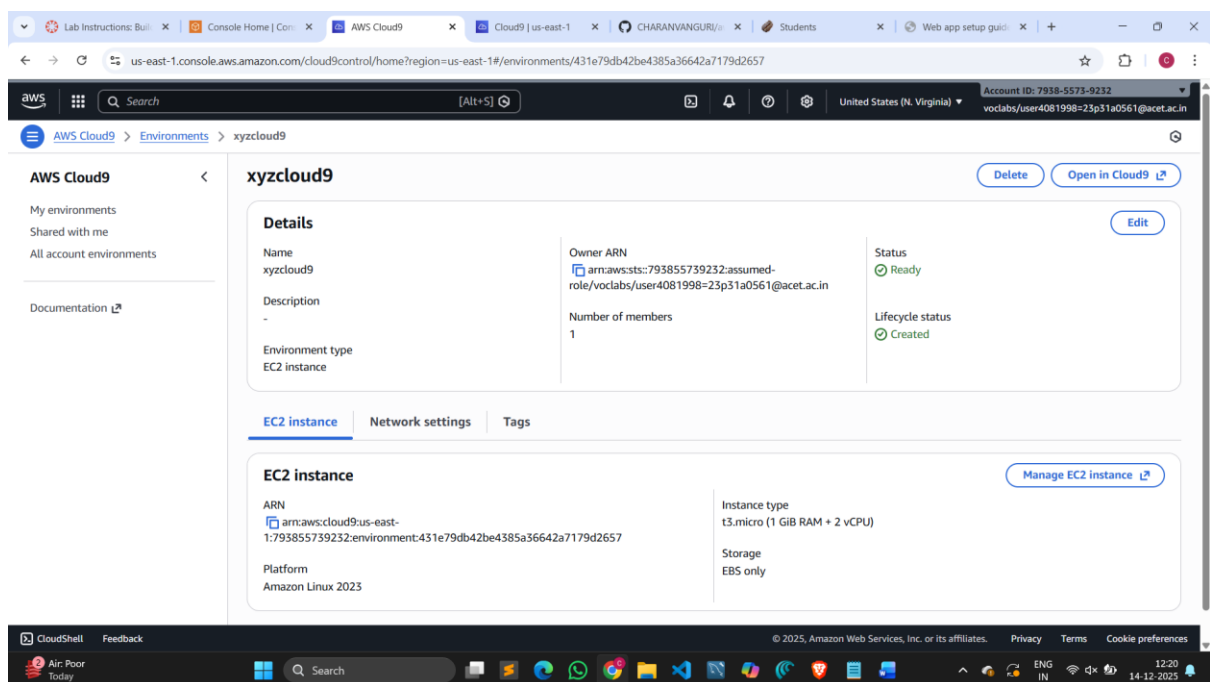 Lab Instructions: Buil
Console Home | Con
AWS Cloud9
Cloud9 | us-east-1
CHARANVANGURI/a
Students
Web app setup guid
us-east-1.console.aws.amazon.com/cloud9control/home?region=us-east-1#/environments/431e79db42be4385a36642a7179d2657
C
aws
Search
[Alt+S]
United States (N. Virginia)
Account ID: 7938-5573-9232
voclabs/user4081998=23p31a0561@acet.ac.in
AWS Cloud9 > Environments > xyzcloud9
AWS Cloud9
My environments
Shared with me
All account environments
Documentation
xyzcloud9
Delete
Open in Cloud9
Details
Edit
Name
xyzcloud9
Description
-
Environment type
EC2 instance
Owner ARN
arn:aws:sts::793855739232:assumed-
role/voclabs/user4081998=23p31a0561@acet.ac.in
Number of members
1
Status
Ready
Lifecycle status
Created
EC2 instance
Network settings
Tags
EC2 instance
Manage EC2 instance
ARN
arn:aws:cloud9:us-east-
1:793855739232:environment:431e79db42be4385a36642a7179d2657
Platform
Amazon Linux 2023
Instance type
t3.micro (1 GiB RAM + 2 vCPU)
Storage
EBS only
CloudShell
Feedback
© 2025, Amazon Web Services, Inc. or its affiliates.
Privacy
Terms
Cookie preferences
2
Air: Poor
Today
Search
ENG
IN
12:20
14-12-2025